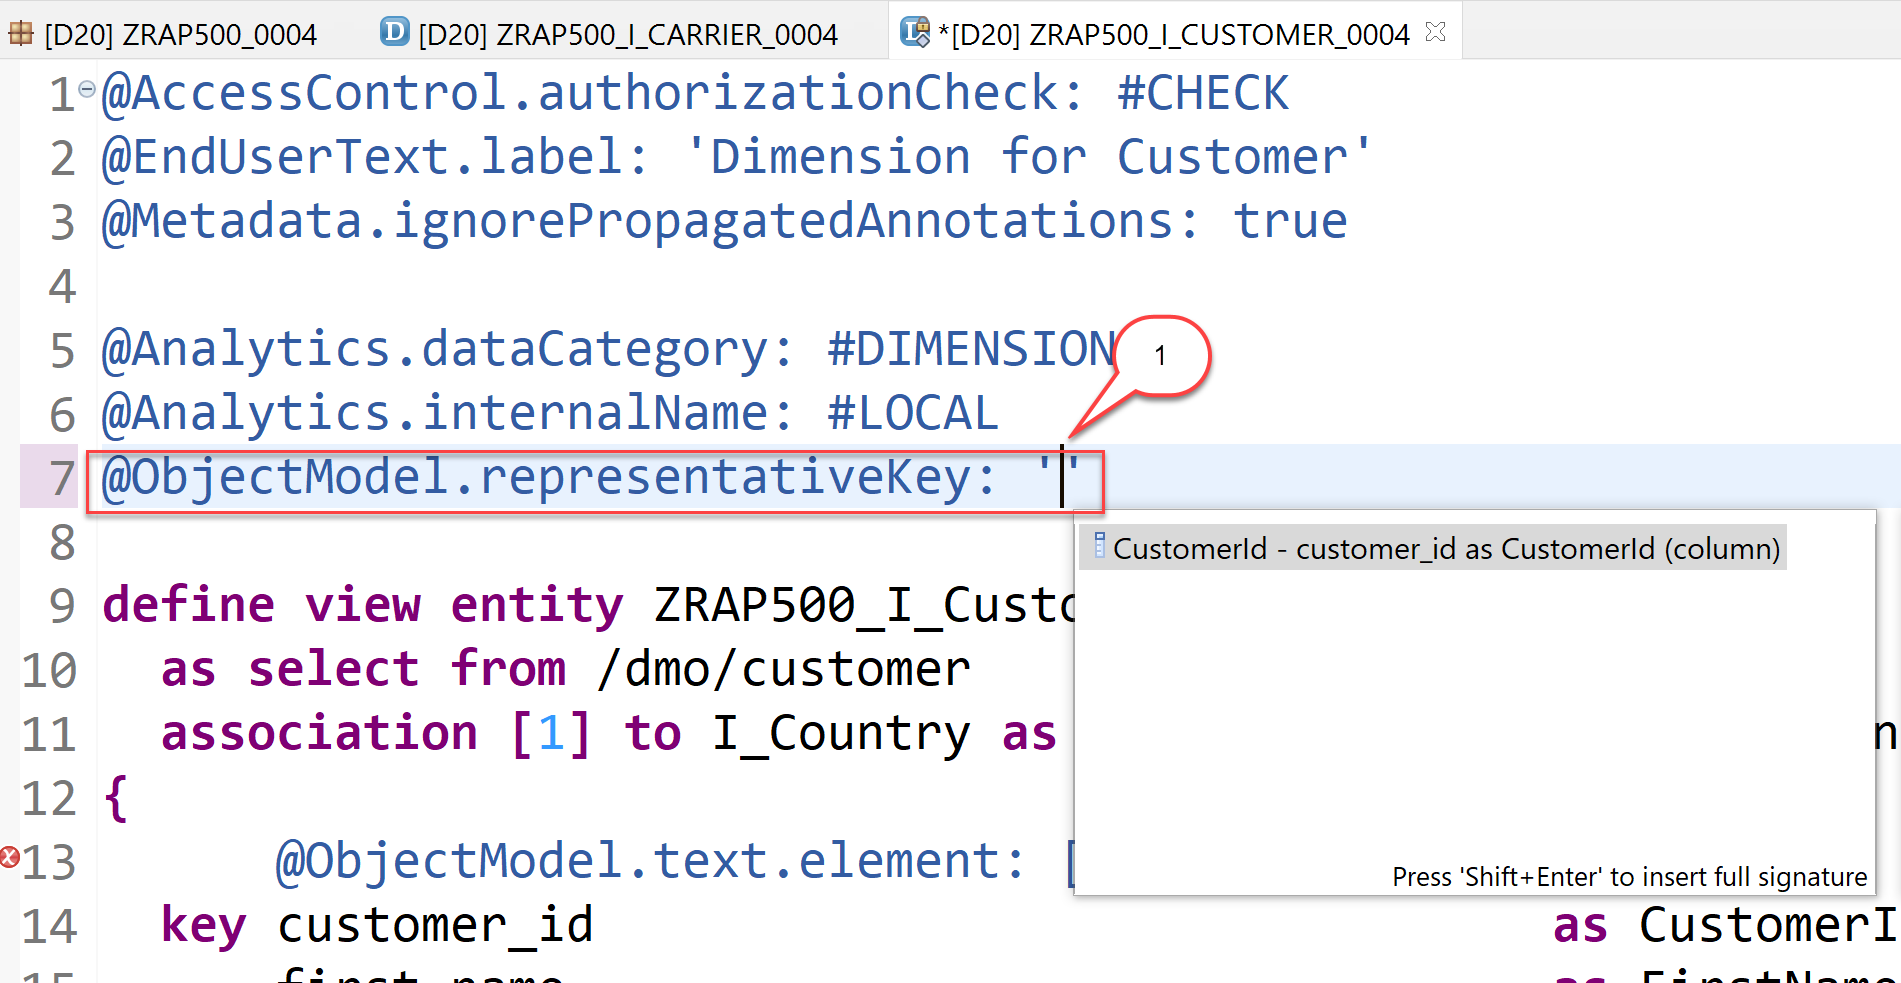 [D20] ZRAP500_0004
[D20] ZRAP500_I_CARRIER_0004
*[D20] ZRAP500_I_CUSTOMER_0004
1 @AccessControl.authorizationCheck: #CHECK
2 @EndUserText.label: 'Dimension for Customer'
3 @Metadata.ignorePropagatedAnnotations: true
4
5 @Analytics.dataCategory: #DIMENSION
1
6 @Analytics.internalName: #LOCAL
7 @ObjectModel.representativeKey: ''
8
CustomerId - customer_id as CustomerId (column)
9 define view entity ZRAP500_I_Custo
10 as select from /dmo/customer
11 association [1] to I_Country as n
12 {
13 @ObjectModel.text.element: [
Press 'Shift+Enter' to insert full signature
14 key customer_id as CustomerI
15 first_name as FirstName